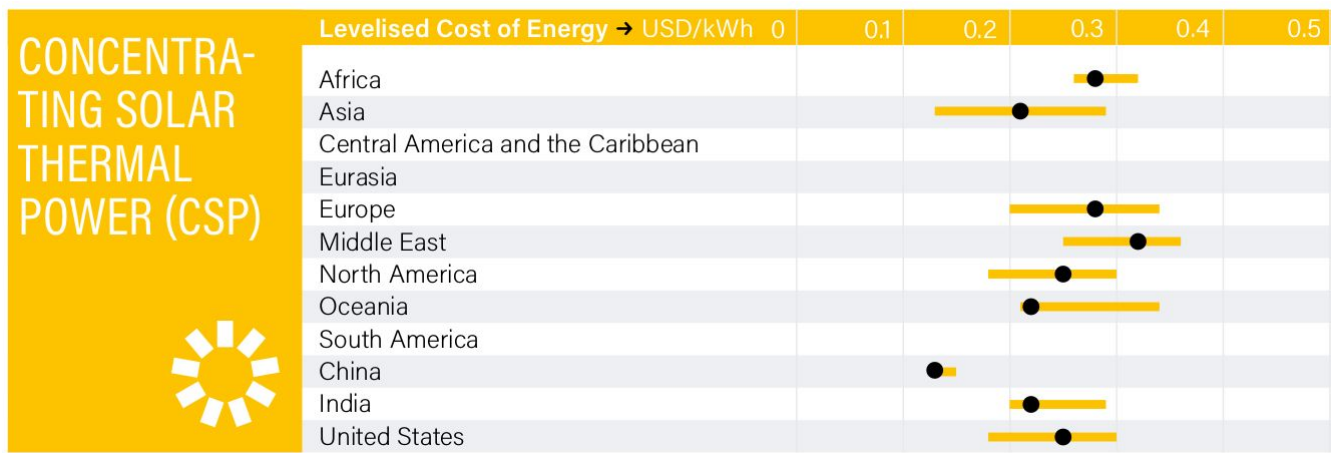 CONCENTRA-
TING SOLAR
THERMAL
POWER (CSP)
Levelised Cost of Energy → USD/kWh 0 0.1 0.2 0.3 0.4 0.5
Africa
Asia
Central America and the Caribbean
Eurasia
Europe
Middle East
North America
Oceania
South America
China
India
United States